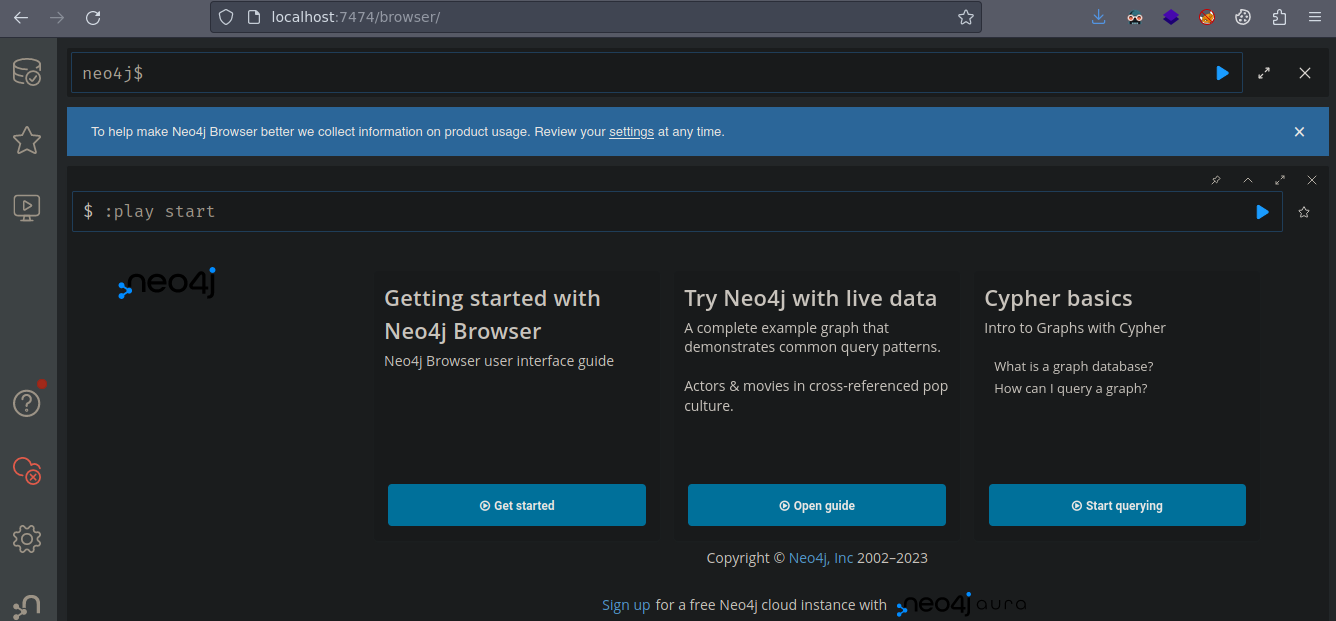 localhost:7474/browser/
neo4j$
To help make Neo4j Browser better we collect information on product usage. Review your settings at any time.
$ :play start
neo4j
Getting started with
Neo4j Browser
Neo4j Browser user interface guide
Get started
Try Neo4j with live data
A complete example graph that
demonstrates common query patterns.
Actors & movies in cross-referenced pop
culture.
Open guide
Cypher basics
Intro to Graphs with Cypher
What is a graph database?
How can I query a graph?
Start querying
Copyright © Neo4j, Inc 2002–2023
Sign up for a free Neo4j cloud instance with neo4j aura